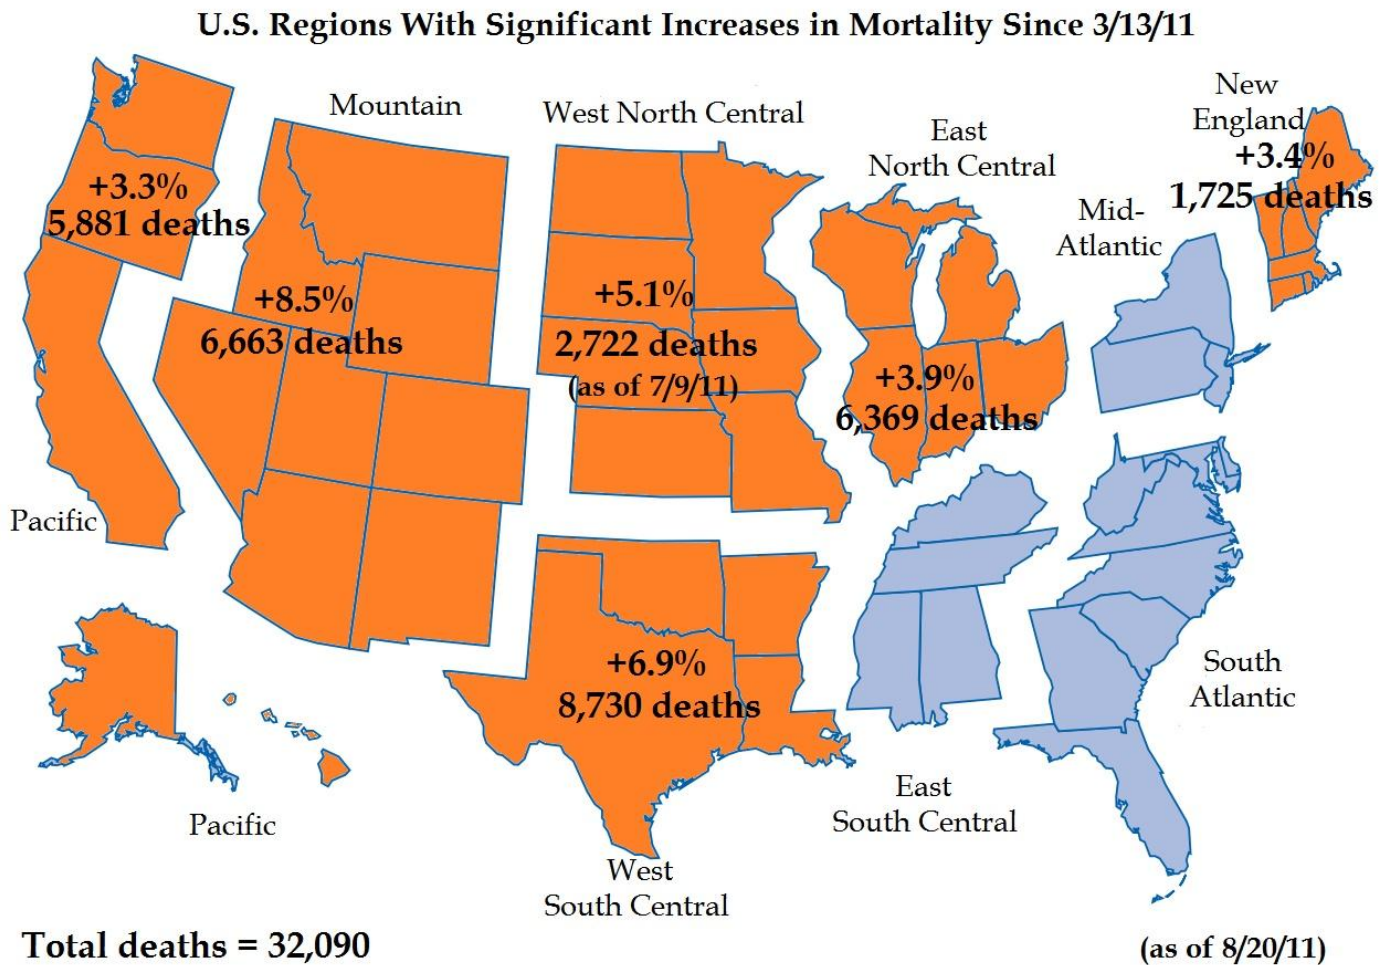 U.S. Regions With Significant Increases in Mortality Since 3/13/11
Mountain
West North Central
East
North Central
New
England
+3.4%
1,725 deaths
Mid-
Atlantic
+3.3%
5,881 deaths
+8.5%
6,663 deaths
+5.1%
2,722 deaths
(as of 7/9/11)
+3.9%
6,369 deaths
Pacific
+6.9%
8,730 deaths
South
Atlantic
Pacific
East
South Central
West
South Central
Total deaths = 32,090
(as of 8/20/11)